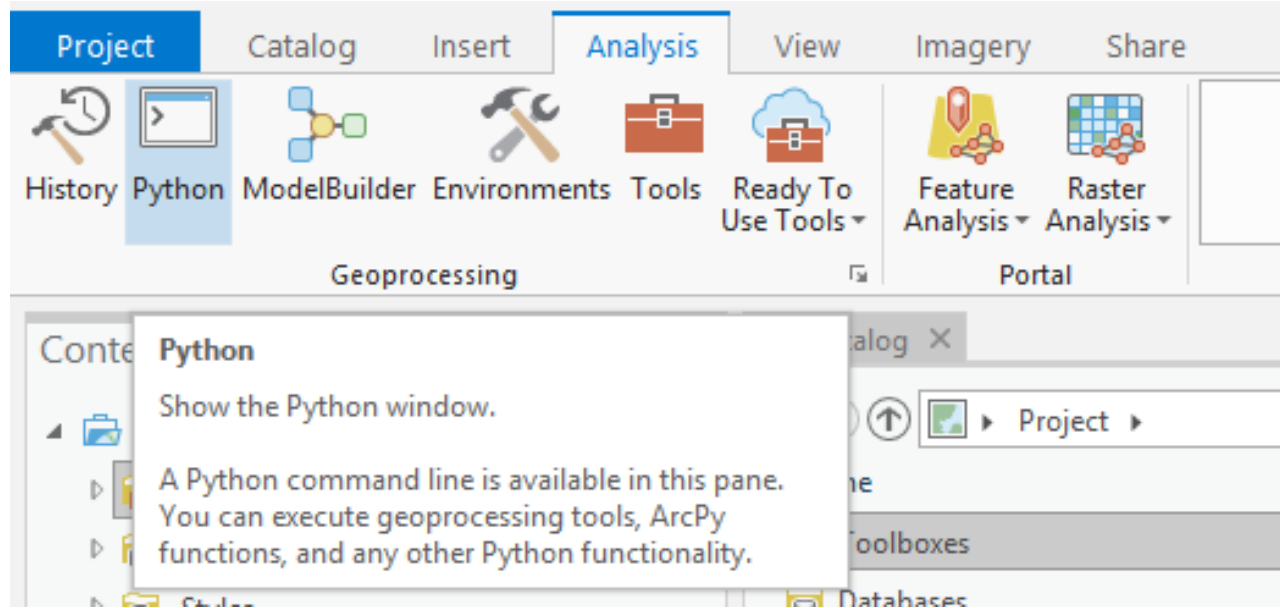 Project Catalog Insert Analysis View Imagery Share
History Python ModelBuilder Environments Tools Ready To Use Tools Feature Analysis Raster Analysis
Geoprocessing Portal
Conte
Python
Show the Python window.
A Python command line is available in this pane.
You can execute geoprocessing tools, ArcPy
functions, and any other Python functionality.
alog
Project
Toolboxes
Databases